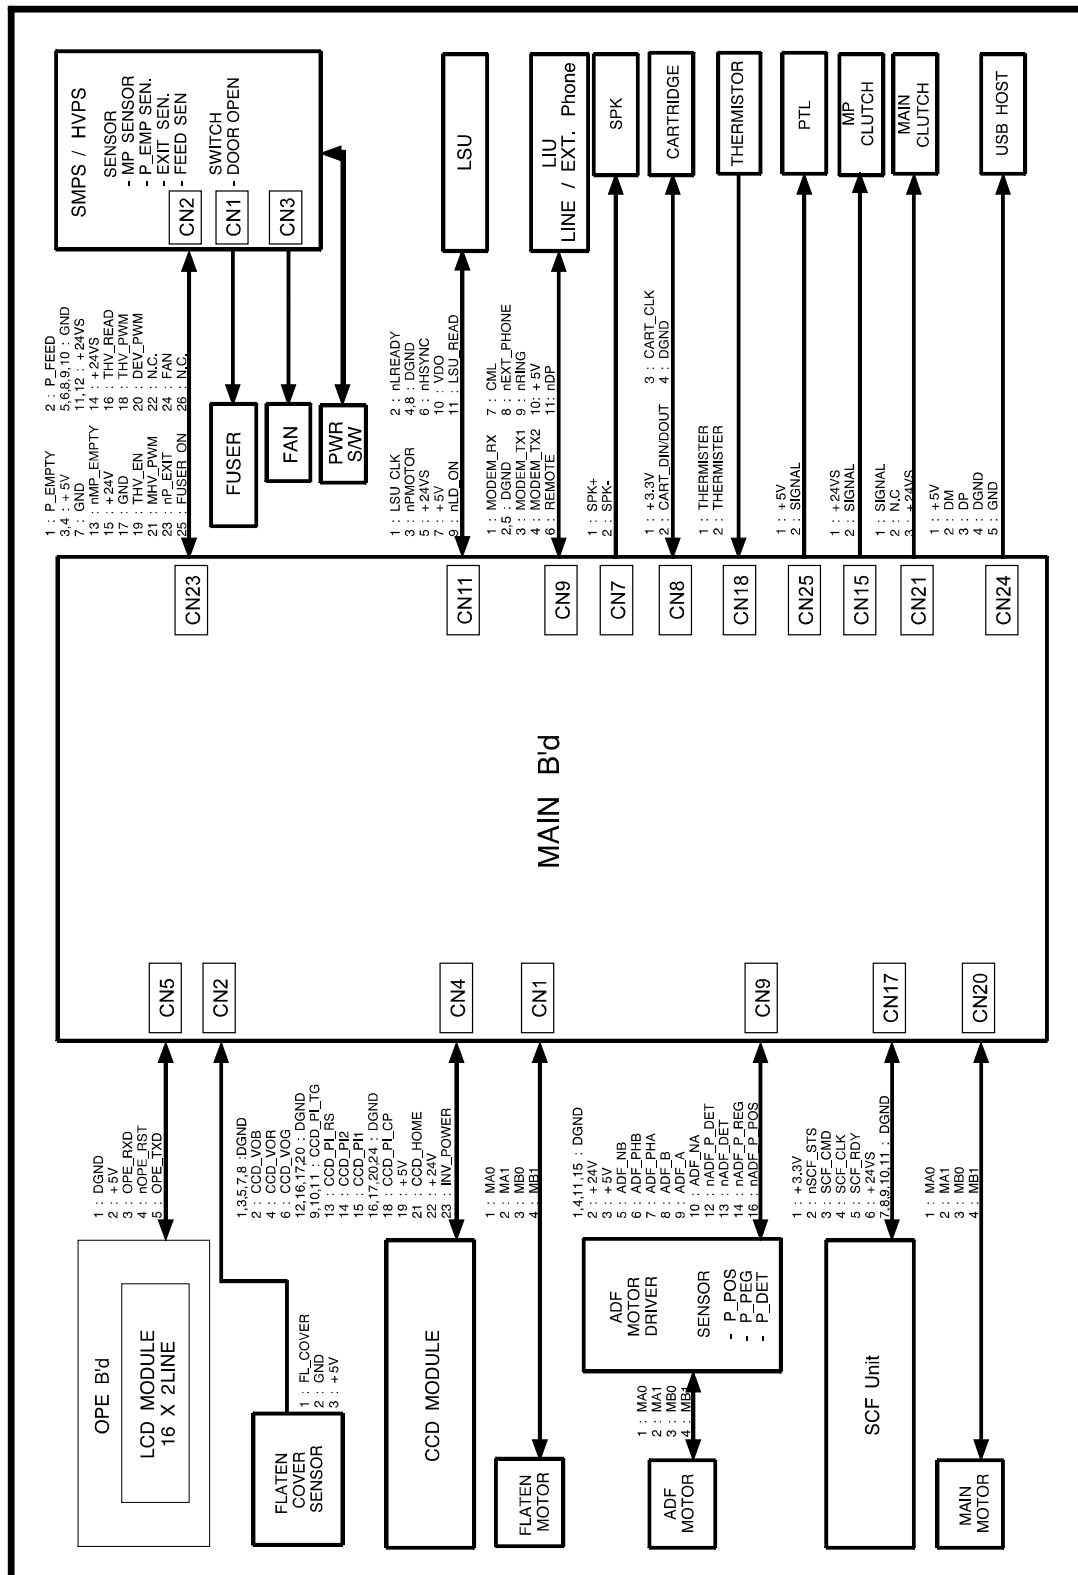 OPE B'd
LCD MODULE
16 X 2LINE
1 : DGND
2 : +5V
3 : OPE_RXD
4 : nOPE_RST
5 : OPE_TXD
CN5
FLATEN
COVER
SENSOR
1 : FL_COVER
2 : GND
3 : +5V
CN2
CCD MODULE
1,3,5,7,8 :DGND
2 : CCD_VOB
4 : CCD_VOR
6 : CCD_VOG
12,16,17,20 : DGND
9,10,11 : CCD_PI_TG
13 : CCD_PI_RS
14 : CCD_PI2
15 : CCD_PI1
16,17,20,24 : DGND
18 : CCD_PI_CP
19 : +5V
21 : CCD_HOME
22 : +24V
23 : INV_POWER
CN4
FLATEN
MOTOR
1 : MA0
2 : MA1
3 : MB0
4 : MB1
CN1
ADF
MOTOR
1 : MA0
2 : MA1
3 : MB0
4 : MB1
ADF
MOTOR
DRIVER
SENSOR
- P_POS
- P_PEG
- P_DET
1,4,11,15 : DGND
2 : +24V
3 : +5V
5 : ADF_NB
6 : ADF_PHB
7 : ADF_PHA
8 : ADF_B
9 : ADF_A
10 : ADF_NA
12 : nADF_P_DET
13 : nADF_DET
14 : nADF_P_REG
16 : nADF_P_POS
CN9
SCF Unit
1 : +3.3V
2 : nSCF_STS
3 : SCF_CMD
4 : SCF_CLK
5 : SCF_RDY
6 : +24VS
7,8,9,10,11 : DGND
CN17
MAIN
MOTOR
1 : MA0
2 : MA1
3 : MB0
4 : MB1
CN20
MAIN B'd
CN23
1 : P_EMPTY
2 : P_FEED
3,4 : +5V
5,6,8,9,10 : GND
7 : GND
11,12 : +24VS
13 : nMP_EMPTY
14 : +24VS
15 : +24V
16 : THV_READ
17 : GND
18 : THV_PWM
19 : THV_EN
20 : DEV_PWM
21 : MHV_PWM
22 : N.C.
23 : nP_EXIT
24 : FAN
25 : FUSER ON
26 : N.C.
SMPS / HVPS
SENSOR
- MP SENSOR
- P_EMP SEN.
- EXIT SEN.
- FEED SEN
SWITCH
- DOOR OPEN
CN2
CN1
CN3
FUSER
FAN
PWR
S/W
CN11
1 : LSU CLK
2 : nLREADY
3 : nPMOTOR
4,8 : DGND
5 : +24VS
6 : nHSYNC
7 : +5V
10 : VDO
9 : nLD_ON
11 : LSU_READ
LSU
CN9
1 : MODEM_RX
7 : CML
2,5 : DGND
8 : nEXT_PHONE
3 : MODEM_TX1
9 : nRING
4 : MODEM_TX2
10: + 5V
6 : REMOTE
11: nDP
LIU
LINE / EXT. Phone
CN7
1 : SPK+
2 : SPK-
SPK
CN8
1 : +3.3V
3 : CART_CLK
2 : CART_DIN/DOUT
4 : DGND
CARTRIDGE
CN18
1 : THERMISTER
2 : THERMISTER
THERMISTOR
CN25
1 : +5V
2 : SIGNAL
PTL
CN15
1 : +24VS
2 : SIGNAL
MP
CLUTCH
CN21
1 : SIGNAL
2 : N.C
3 : +24VS
MAIN
CLUTCH
CN24
1 : +5V
2 : DM
3 : DP
4 : DGND
5 : GND
USB HOST